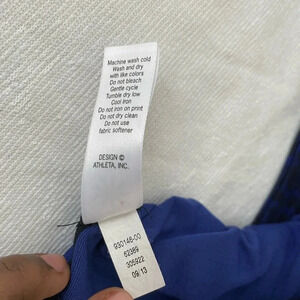 Machine wash cold
Wash and dry
with like colors
Do not bleach
Gentle cycle
Tumble dry low
Cool iron
Do not iron on print
Do not dry clean
Do not use
fabric softener
DESIGN ©
ATHLETA, INC.
930146-00
62389
305922
09/13